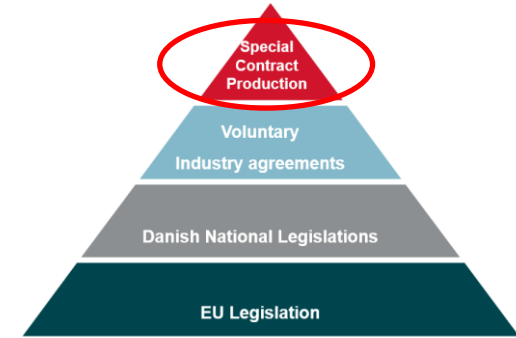 Special
Contract
Production
Voluntary
Industry agreements
Danish National Legislations
EU Legislation